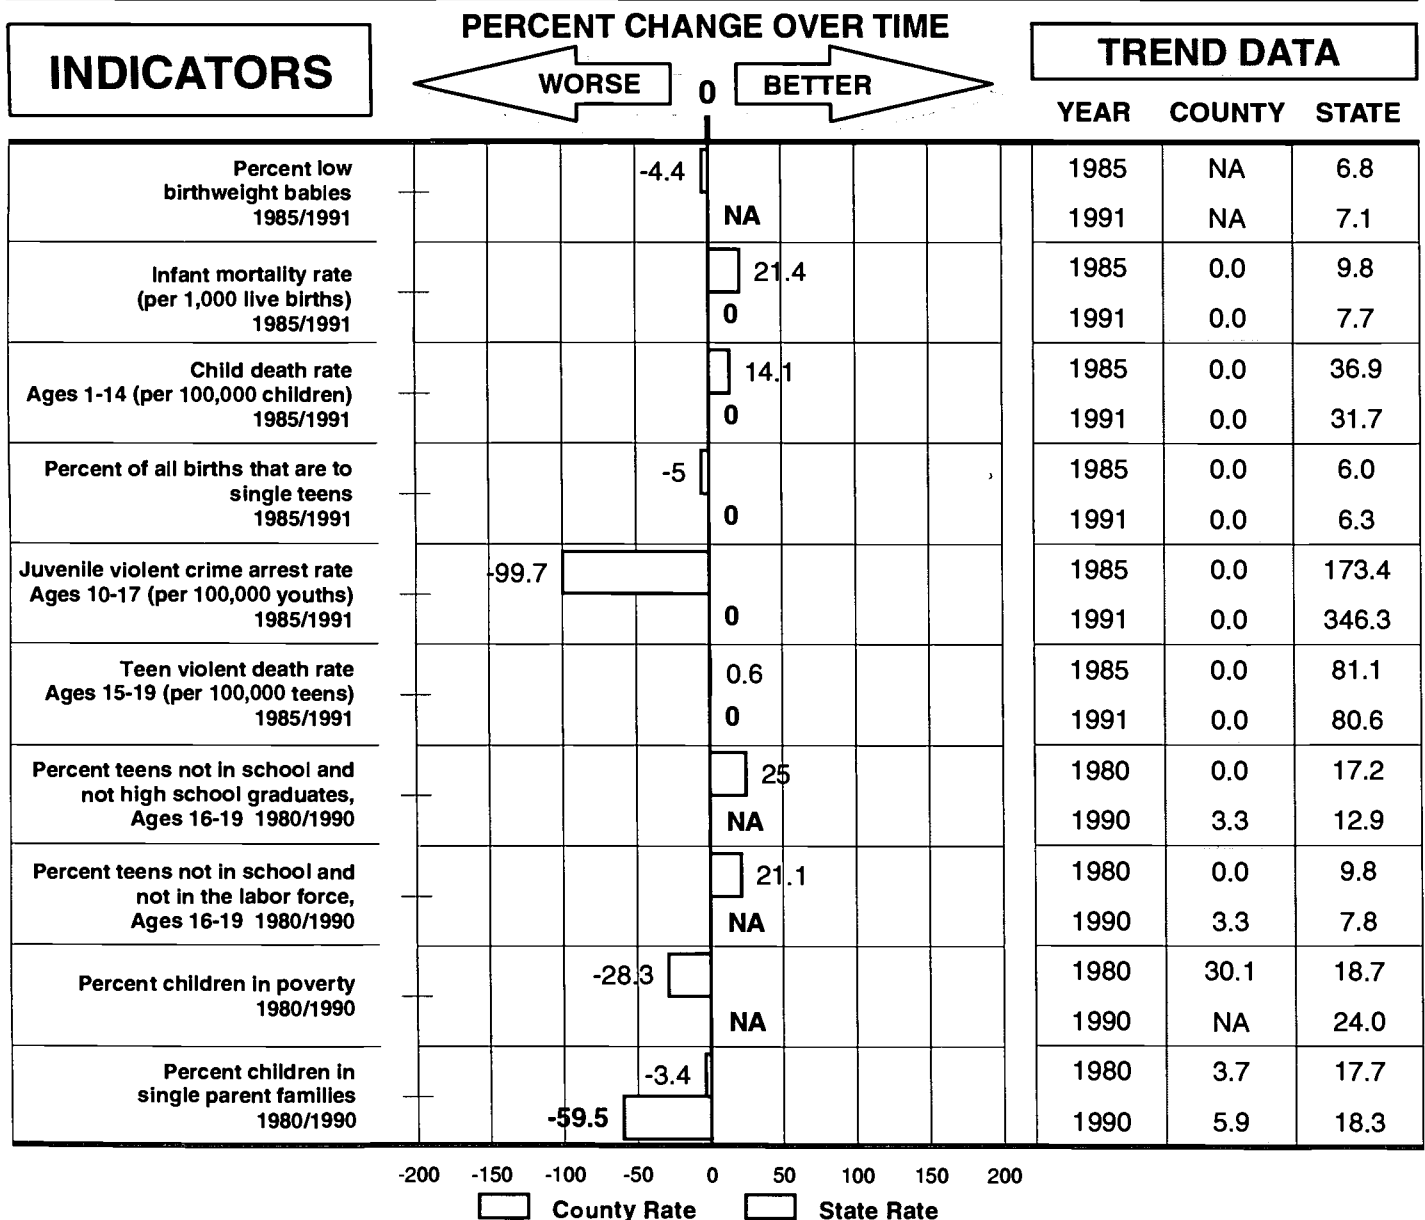 PERCENT CHANGE OVER TIME
INDICATORS
WORSE
0
BETTER
TREND DATA
YEAR COUNTY STATE
Percent low
birthweight babies
1985/1991
-4.4
NA
1985 NA 6.8
1991 NA 7.1
Infant mortality rate
(per 1,000 live births)
1985/1991
21.4
0
1985 0.0 9.8
1991 0.0 7.7
Child death rate
Ages 1-14 (per 100,000 children)
1985/1991
14.1
0
1985 0.0 36.9
1991 0.0 31.7
Percent of all births that are to
single teens
1985/1991
-5
0
1985 0.0 6.0
1991 0.0 6.3
Juvenile violent crime arrest rate
Ages 10-17 (per 100,000 youths)
1985/1991
-99.7
0
1985 0.0 173.4
1991 0.0 346.3
Teen violent death rate
Ages 15-19 (per 100,000 teens)
1985/1991
0.6
0
1985 0.0 81.1
1991 0.0 80.6
Percent teens not in school and
not high school graduates,
Ages 16-19 1980/1990
25
NA
1980 0.0 17.2
1990 3.3 12.9
Percent teens not in school and
not in the labor force,
Ages 16-19 1980/1990
21.1
NA
1980 0.0 9.8
1990 3.3 7.8
Percent children in poverty
1980/1990
-28.3
NA
1980 30.1 18.7
1990 NA 24.0
Percent children in
single parent families
1980/1990
-3.4
-59.5
1980 3.7 17.7
1990 5.9 18.3
-200 -150 -100 -50 0 50 100 150 200
County Rate State Rate